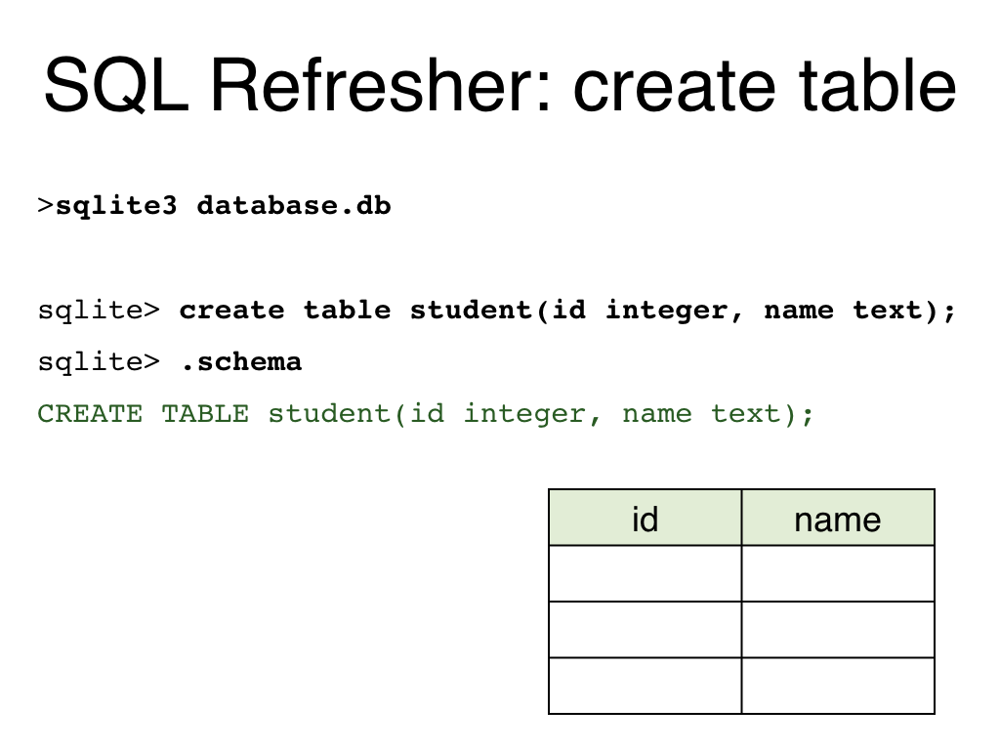 SQL Refresher: create table
>sqlite3 database.db
sqlite> create table student(id integer, name text);
sqlite> .schema
CREATE TABLE student(id integer, name text);
id name